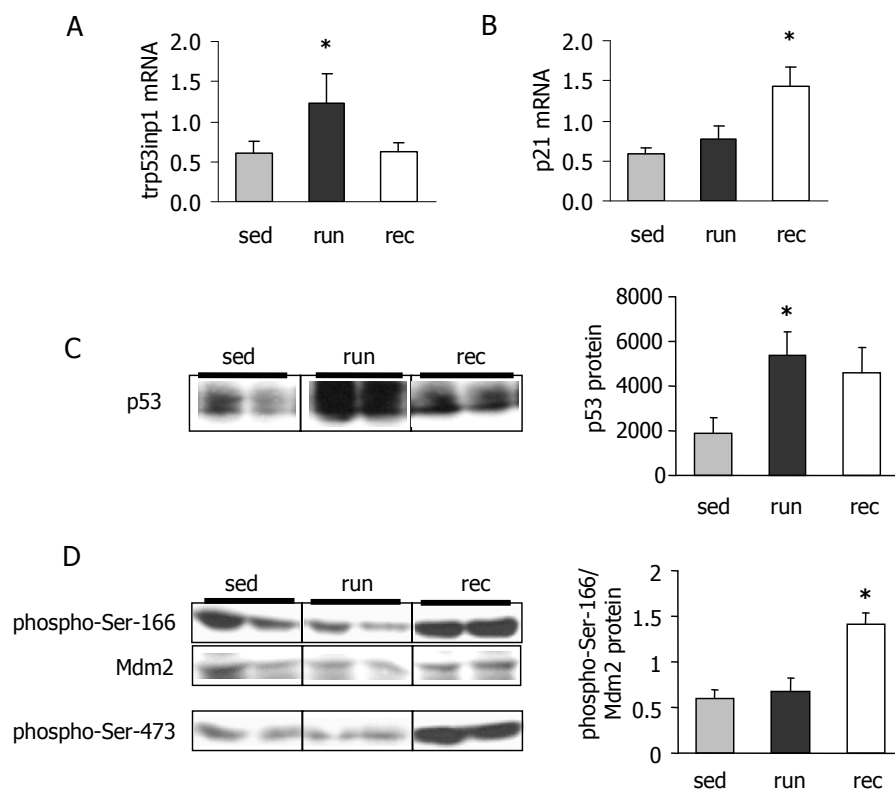 A
trp53inp1 mRNA
2.0
1.5
1.0
0.5
0.0
*
sed run rec
B
p21 mRNA
2.0
1.5
1.0
0.5
0.0
*
sed run rec
C
sed run rec
p53
p53 protein
8000
6000
4000
2000
0
*
sed run rec
D
sed run rec
phospho-Ser-166
Mdm2
phospho-Ser-473
phospho-Ser-166/
Mdm2 protein
2
1.5
1
0.5
0
*
sed run rec